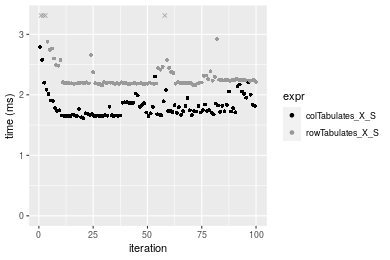 time (ms)
3
2
1
0
0
25
50
75
100
iteration
expr
colTabulates_X_S
rowTabulates_X_S